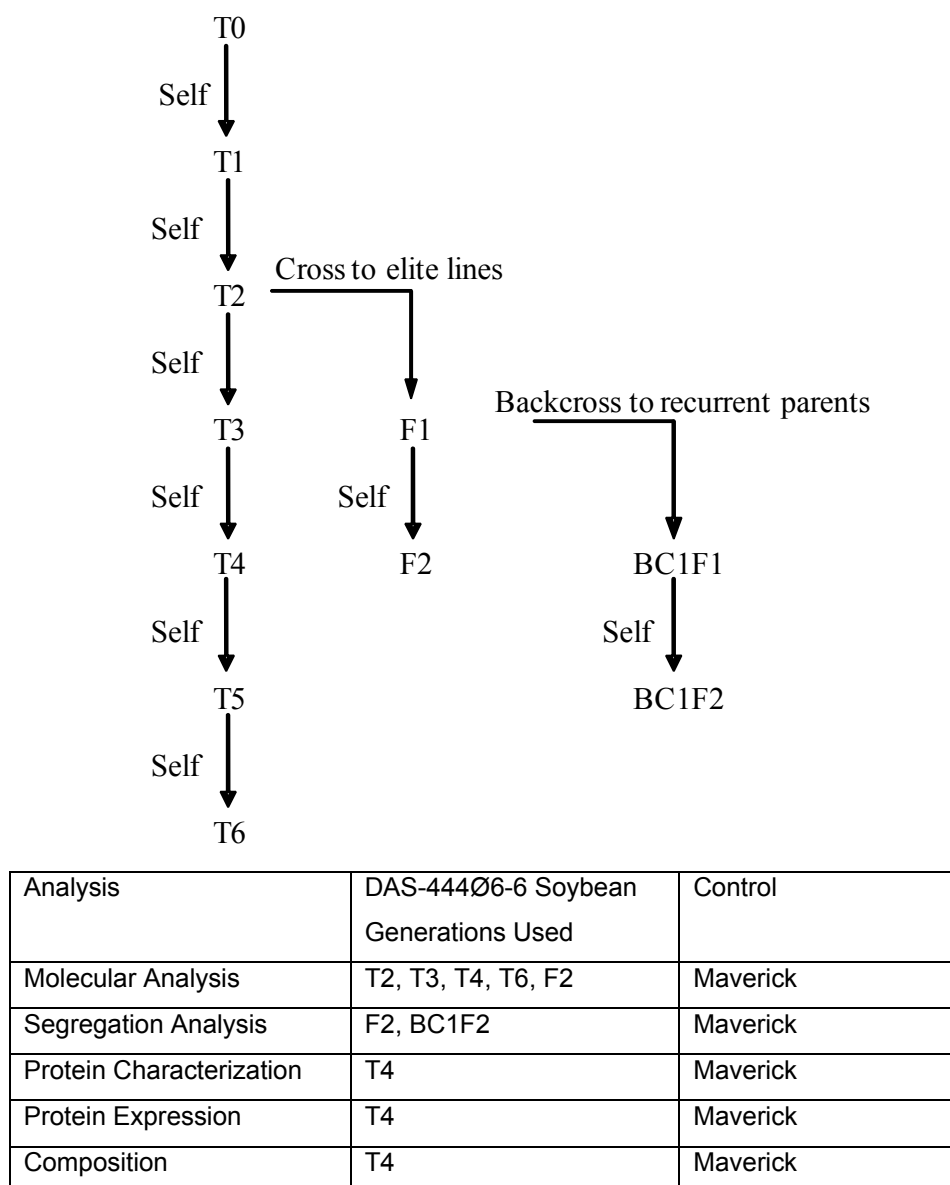 T0
Self
T1
Self
T2
Cross to elite lines
Self
T3
F1
Backcross to recurrent parents
Self
Self
T4
F2
BC1F1
Self
Self
T5
BC1F2
Self
T6
Analysis
DAS-444Ø6-6 Soybean
Generations Used
Control
Molecular Analysis
T2, T3, T4, T6, F2
Maverick
Segregation Analysis
F2, BC1F2
Maverick
Protein Characterization
T4
Maverick
Protein Expression
T4
Maverick
Composition
T4
Maverick